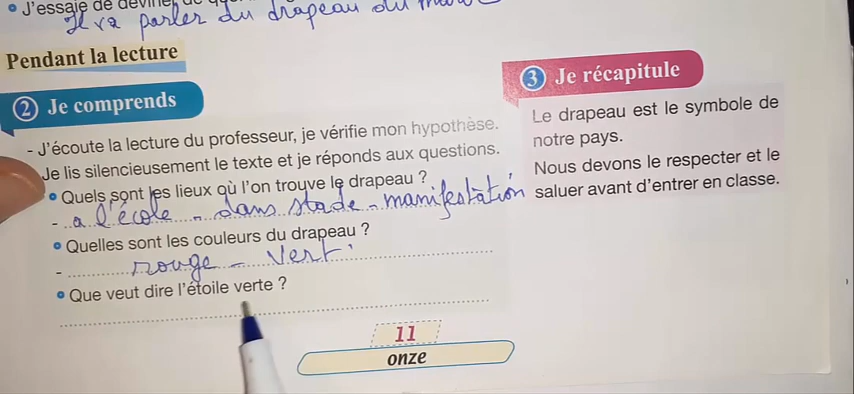 J'essaie de deviner
Il va parler du drapeau du
Pendant la lecture
2 Je comprends
- J'écoute la lecture du professeur, je vérifie mon hypothèse.
Je lis silencieusement le texte et je réponds aux questions.
• Quels sont les lieux où l'on trouve le drapeau ?
- a l'école - dans stade - manifestation
• Quelles sont les couleurs du drapeau ?
- rouge - vert
• Que veut dire l'étoile verte ?
3 Je récapitule
Le drapeau est le symbole de
notre pays.
Nous devons le respecter et le
saluer avant d'entrer en classe.
11
onze